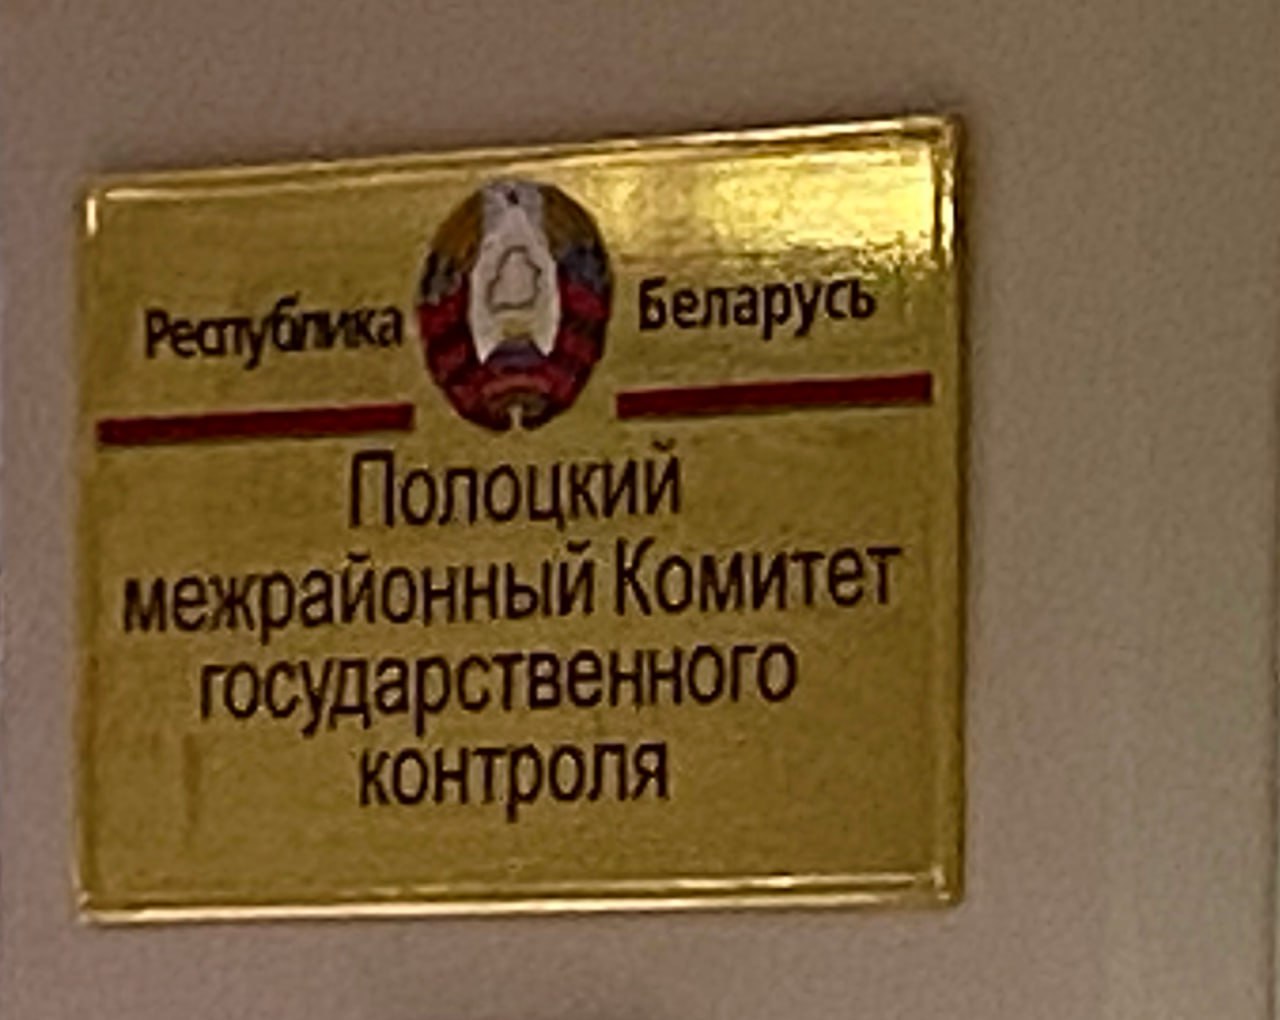 Республика Беларусь
Полоцкий
межрайонный Комитет
государственного
контроля